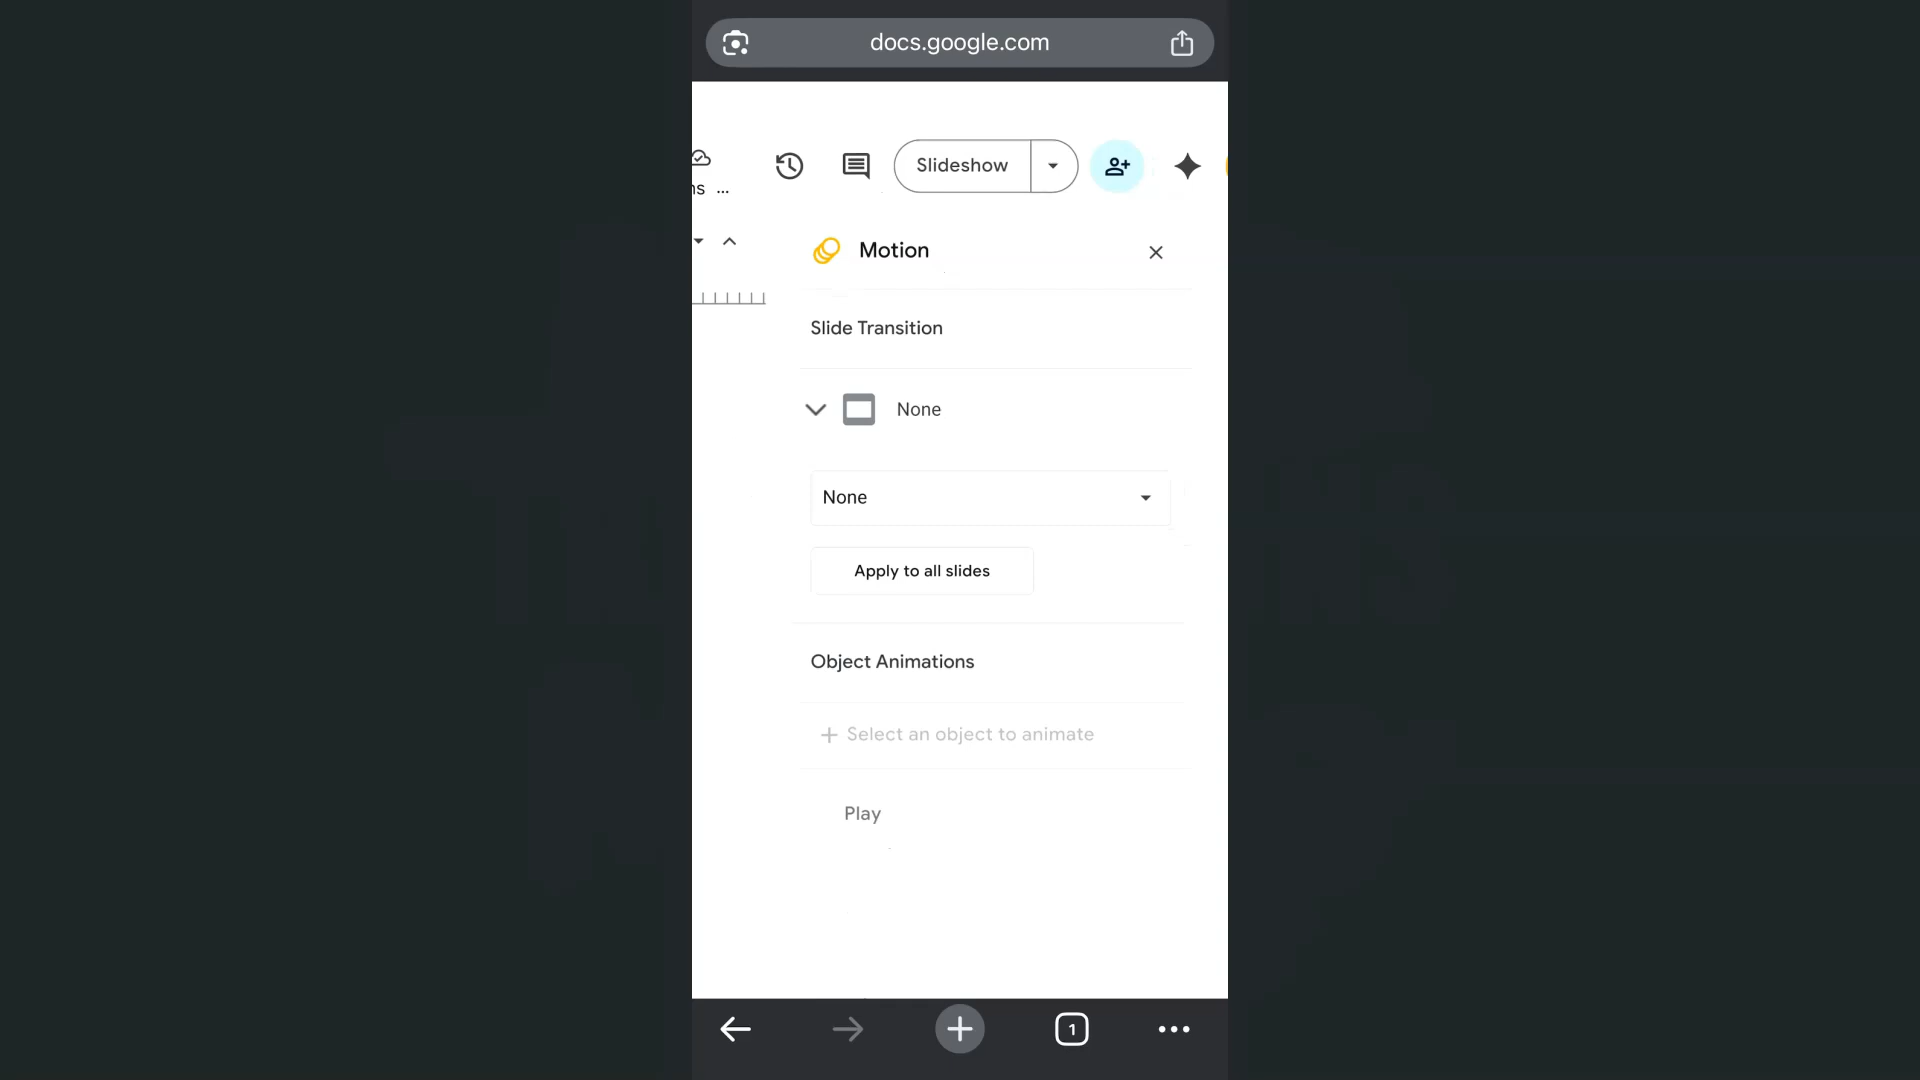 docs.google.com
Slideshow
ns ...
Motion
Slide Transition
None
None
Apply to all slides
Object Animations
+ Select an object to animate
Play
1